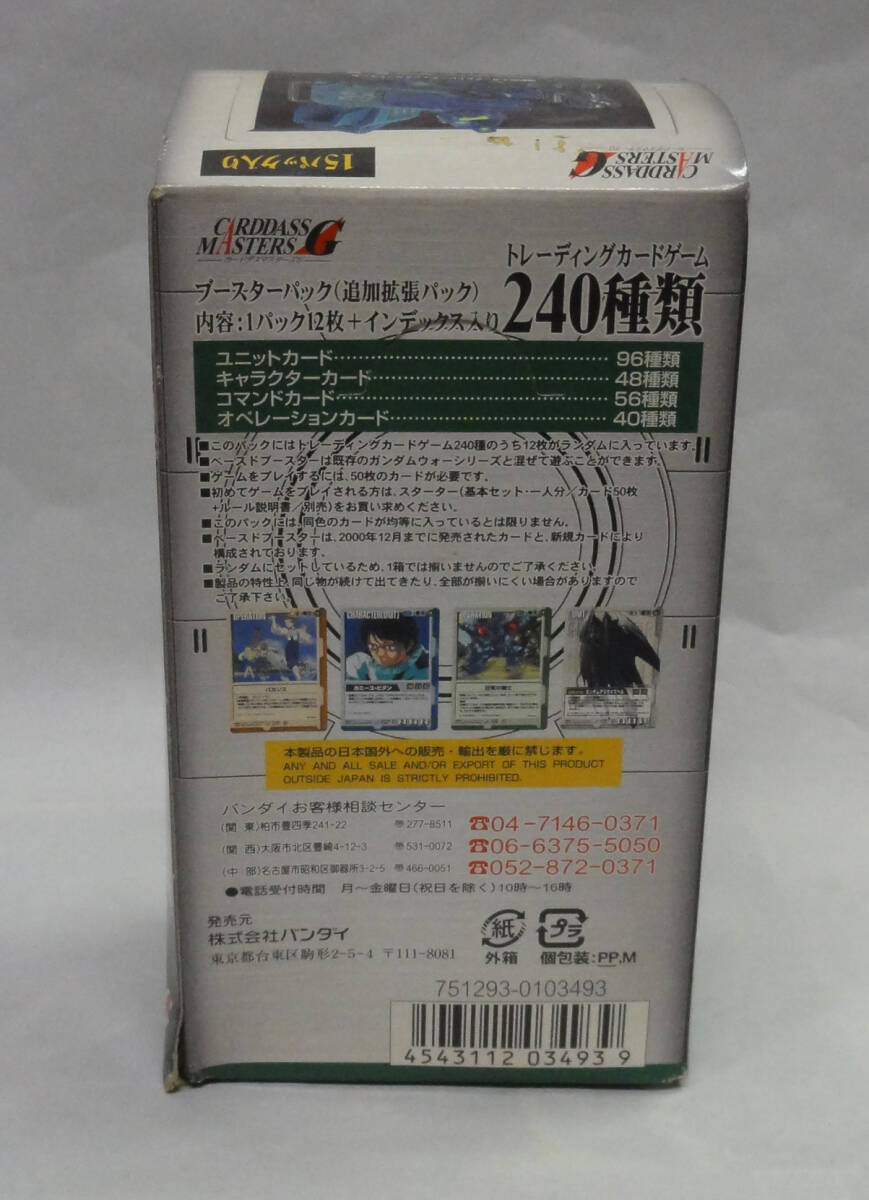 15パック入り
CARDDASS
MASTERS G
CARDDASS
MASTERS G
カードダスマスターズG
トレーディングカードゲーム
ブースターパック(追加拡張パック)
内容:1パック12枚+インデックス入り
240種類
ユニットカード 96種類
キャラクターカード 48種類
コマンドカード 56種類
オペレーションカード 40種類
■このパックにはトレーディングカードゲーム240種のうち12枚がランダムに入っています。
■ベースドブースターは既存のガンダムウォーシリーズと混ぜて遊ぶことができます。
■ゲームをプレイするには、50枚のカードが必要です。
■初めてゲームをプレイされる方は、スターター(基本セット・一人分/カード50枚
+ルール説明書/別売)をお買い求めください。
■このパックには、同色のカードが均等に入っているとは限りません。
■ベースドブースターは、2000年12月までに発売されたカードと、新規カードにより
構成されております。
■ランダムにセットしているため、1箱では揃いませんのでご了承ください。
■製品の特性上、同じ物が続けて出てきたり、全部が揃いにくい場合がありますので
ご了承下さい。
OPERATION
CHARACTER(UNIT)
カミーユ・ビダン
本製品の日本国外への販売・輸出を厳に禁じます。
ANY AND ALL SALE AND/OR EXPORT OF THIS PRODUCT
OUTSIDE JAPAN IS STRICTLY PROHIBITED.
バンダイお客様相談センター
(関 東)柏市豊四季241-22 〒277-8511 ☎04-7146-0371
(関 西)大阪市北区豊崎4-12-3 〒531-0072 ☎06-6375-5050
(中 部)名古屋市昭和区御器所3-2-5 〒466-0051 ☎052-872-0371
●電話受付時間 月~金曜日(祝日を除く)10時~16時
発売元
株式会社バンダイ
東京都台東区駒形2-5-4 〒111-8081
紙
外箱
プラ
個包装:PP,M
751293-0103493
4543112 034939